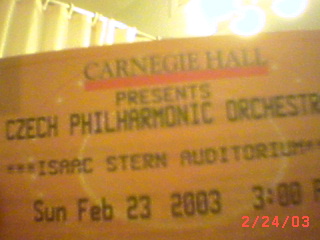 CARNEGIE HALL
PRESENTS
CZECH PHILHARMONIC ORCHESTR
***ISAAC STERN AUDITORIUM**
Sun Feb 23 2003 3:00 P
2/24/03